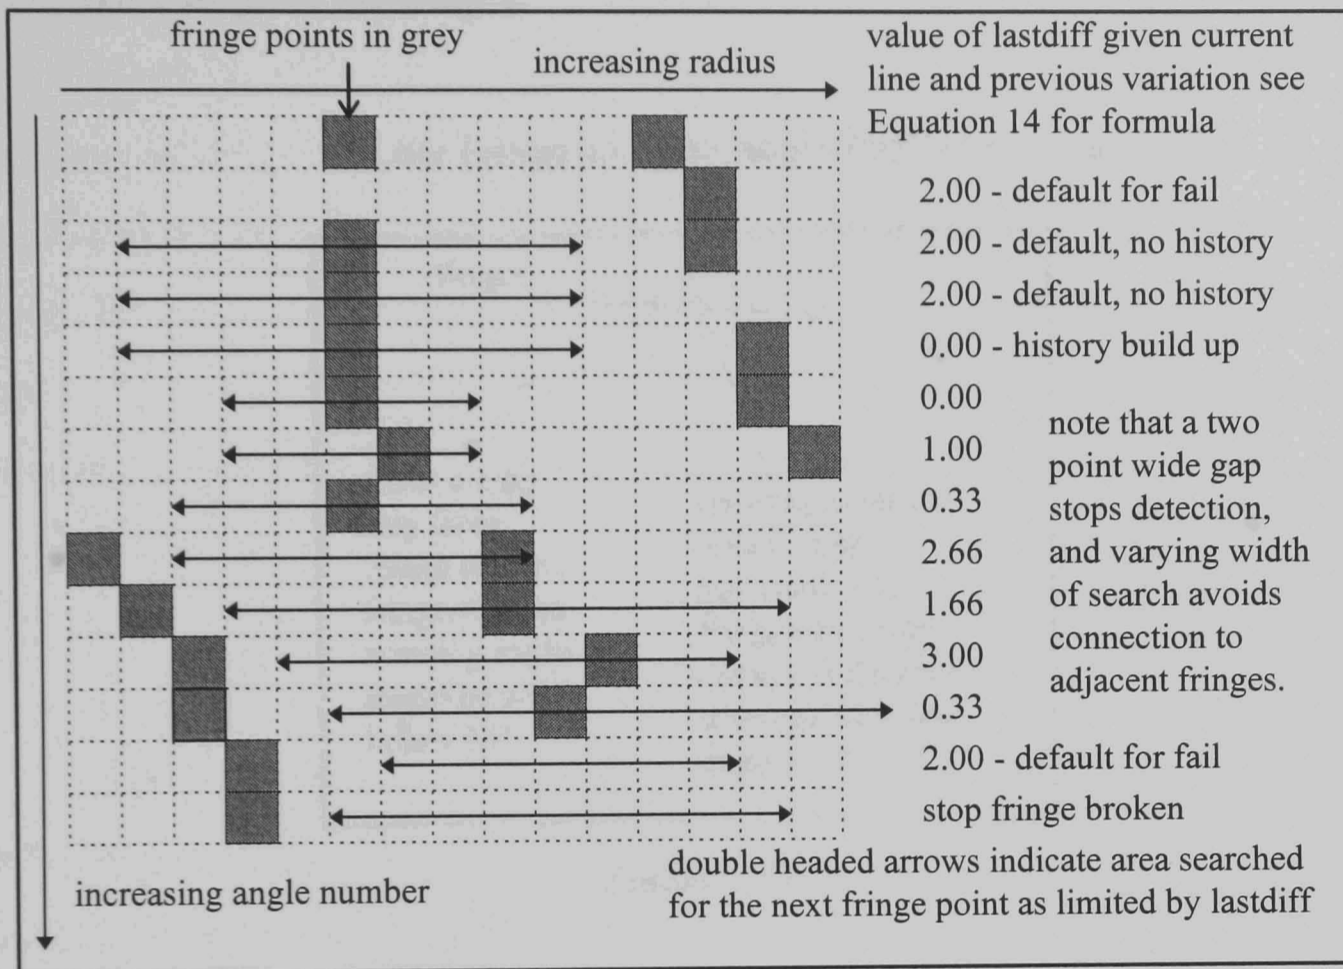 fringe points in grey
increasing radius
value of lastdiff given current
line and previous variation see
Equation 14 for formula
2.00 - default for fail
2.00 - default, no history
2.00 - default, no history
0.00 - history build up
0.00
1.00
0.33
2.66
1.66
3.00
0.33
note that a two
point wide gap
stops detection,
and varying width
of search avoids
connection to
adjacent fringes.
2.00 - default for fail
stop fringe broken
increasing angle number
double headed arrows indicate area searched
for the next fringe point as limited by lastdiff